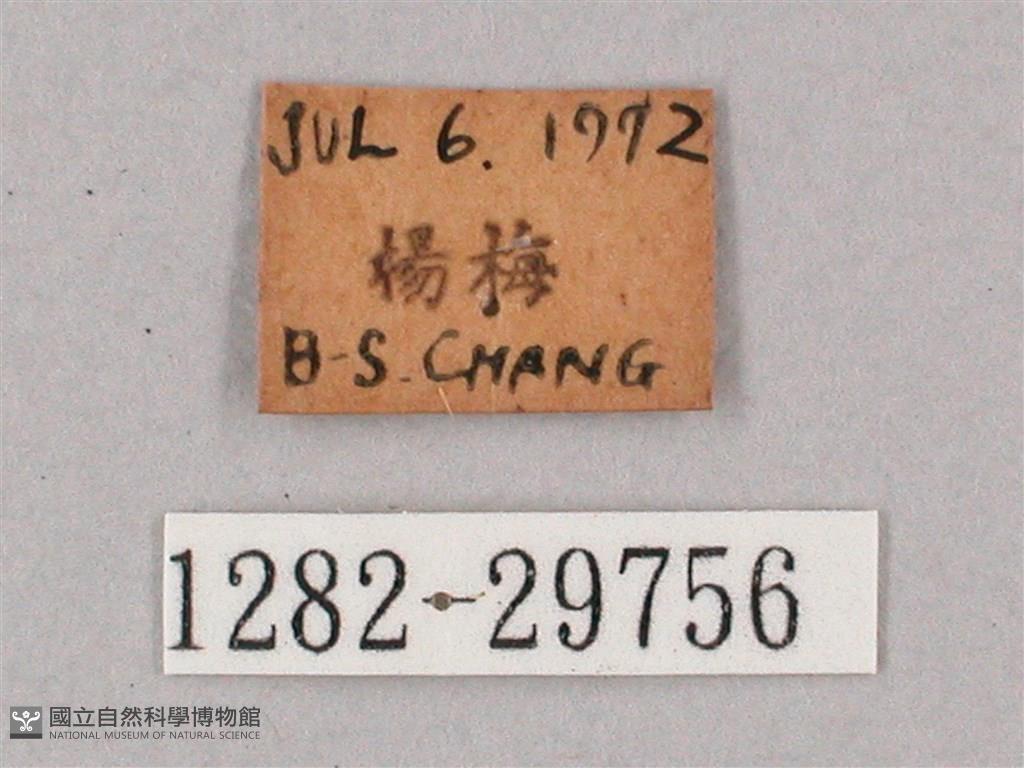 JUL 6. 1972
楊梅
B-S. CHANG
1282-29756
國立自然科學博物館
NATIONAL MUSEUM OF NATURAL SCIENCE